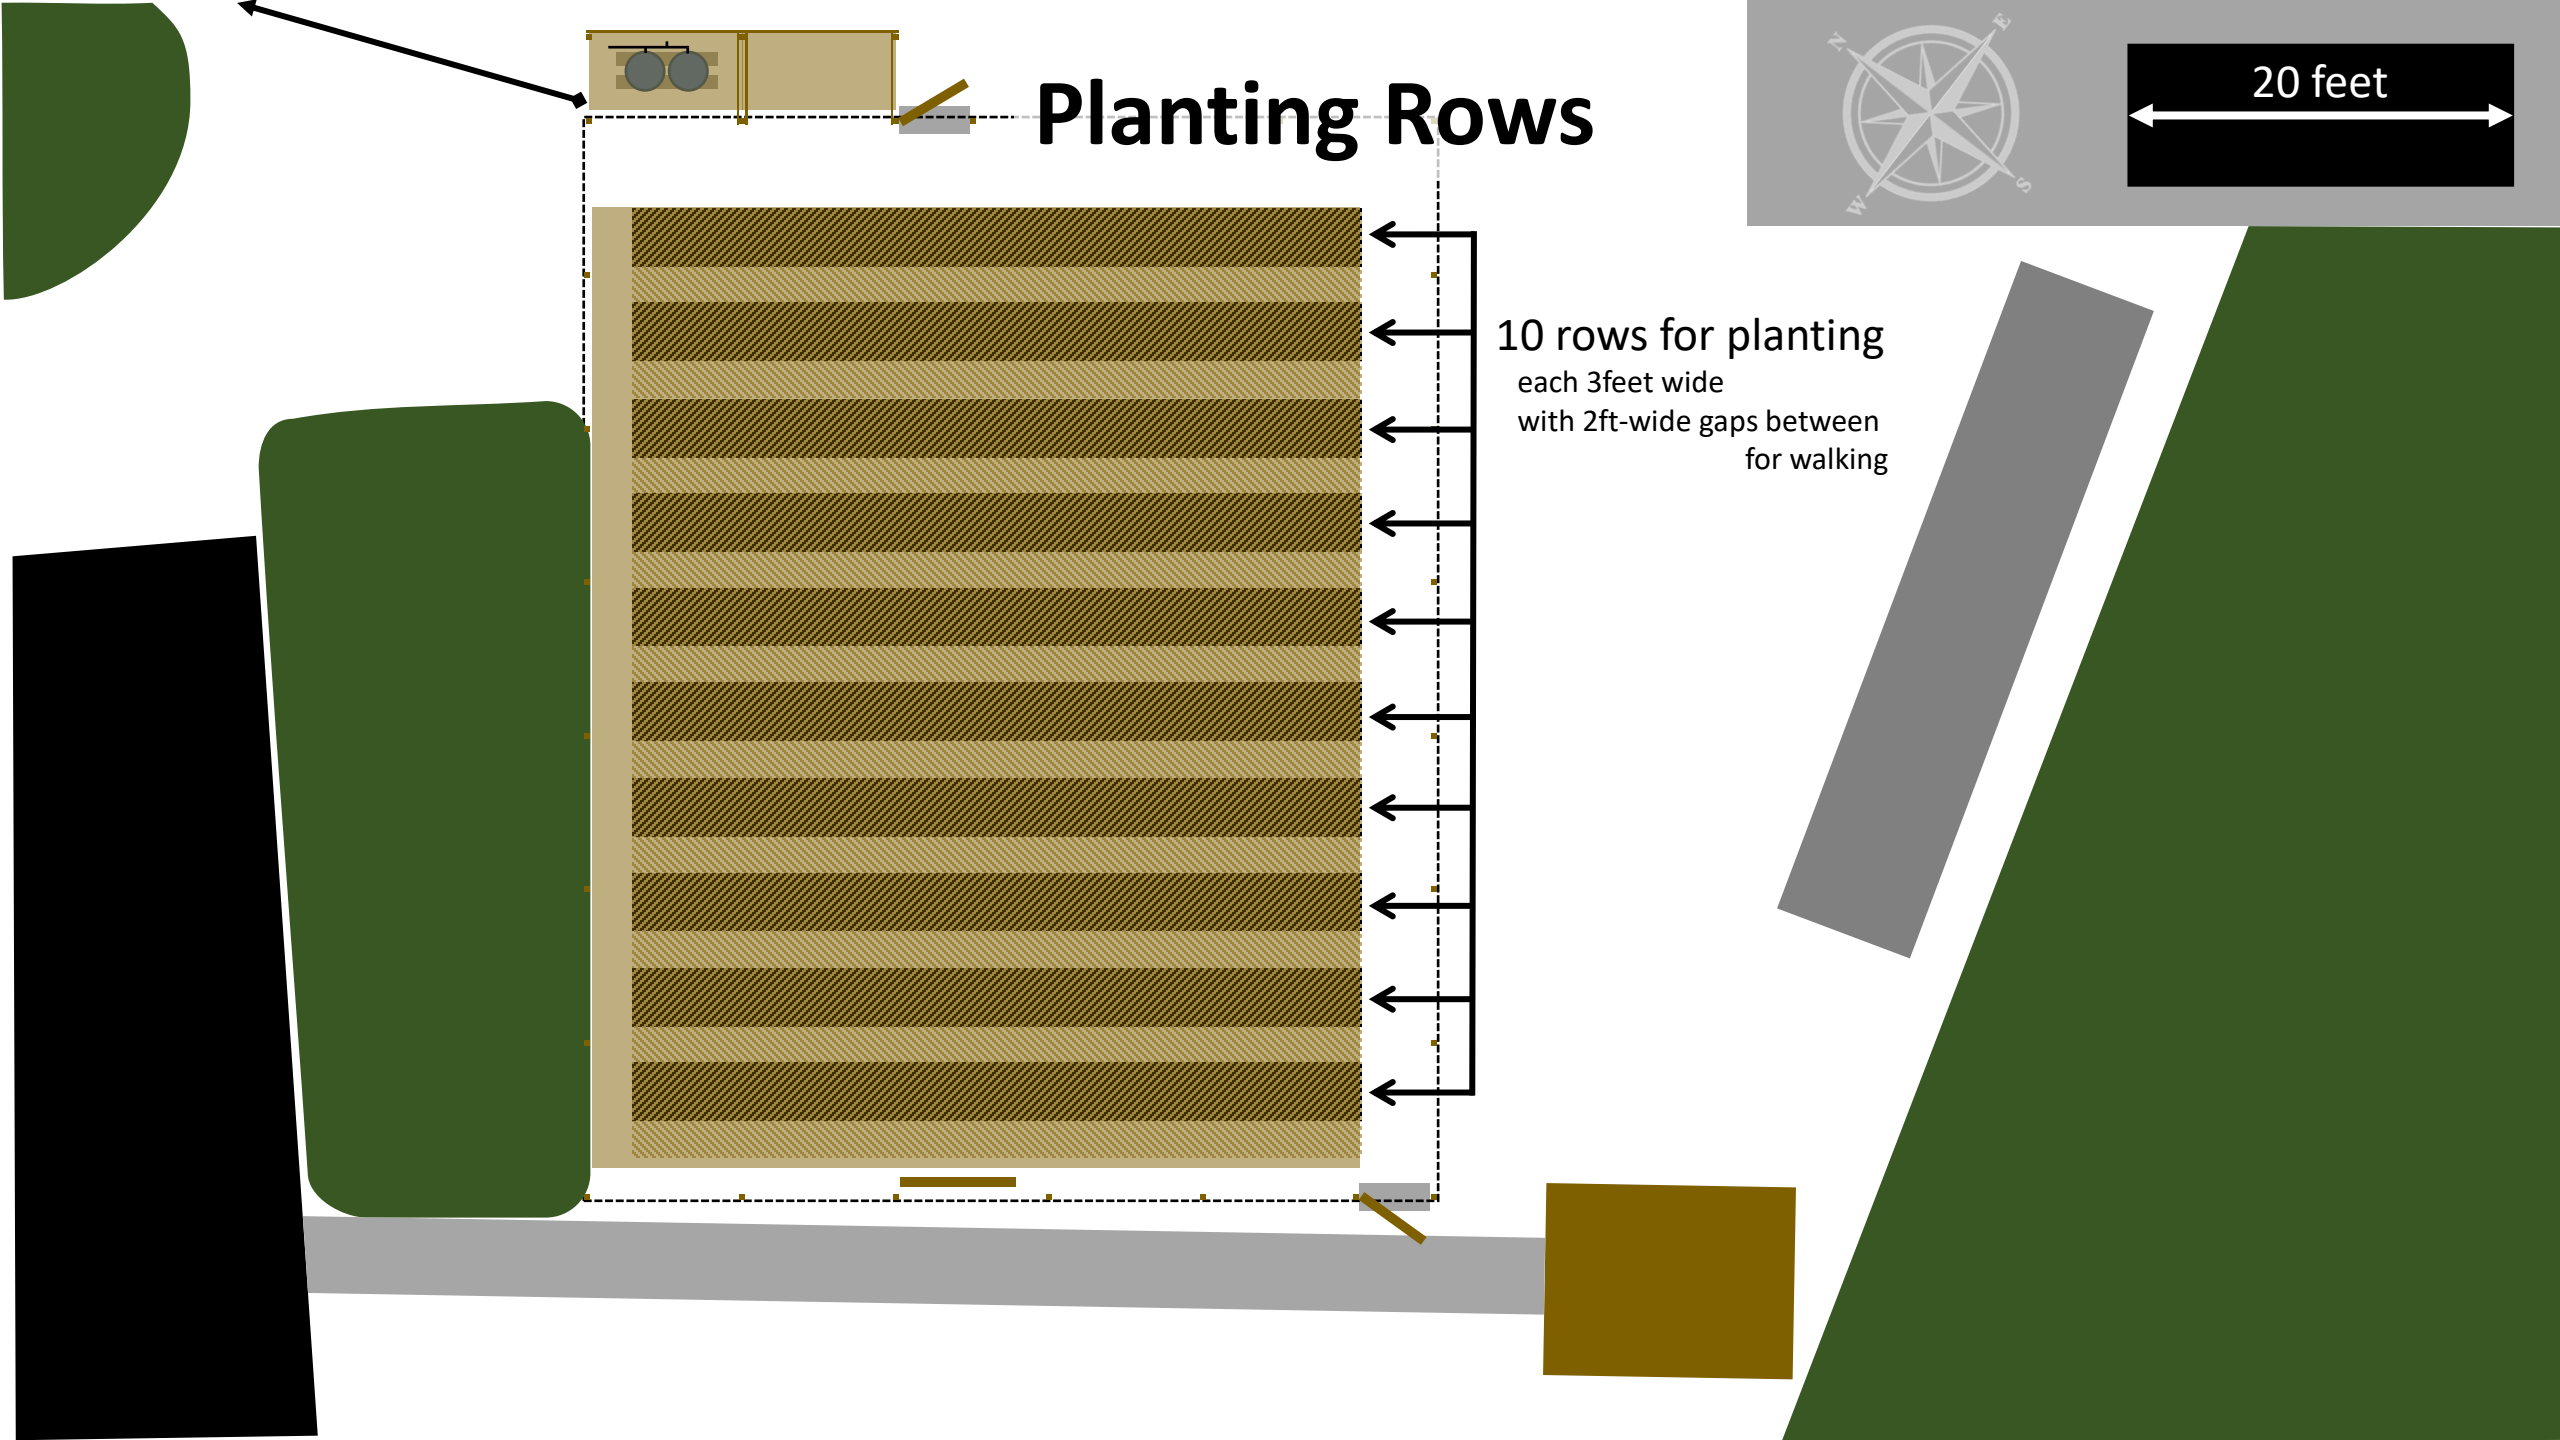 Planting Rows
N
E
W
S
20 feet
10 rows for planting
each 3feet wide
with 2ft-wide gaps between
for walking